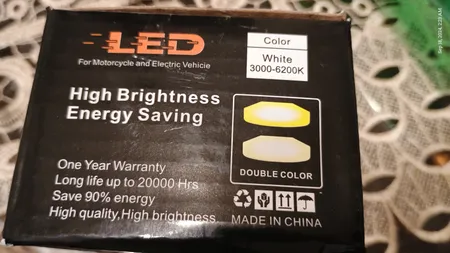 LED
For Motorcycle and Electric Vehicie
Color
White
3000-6200K
High Brightness
Energy Saving
DOUBLE COLOR
One Year Warranty
Long life up to 20000 Hrs
Save 90% energy
High quality,High brightness
MADE IN CHINA